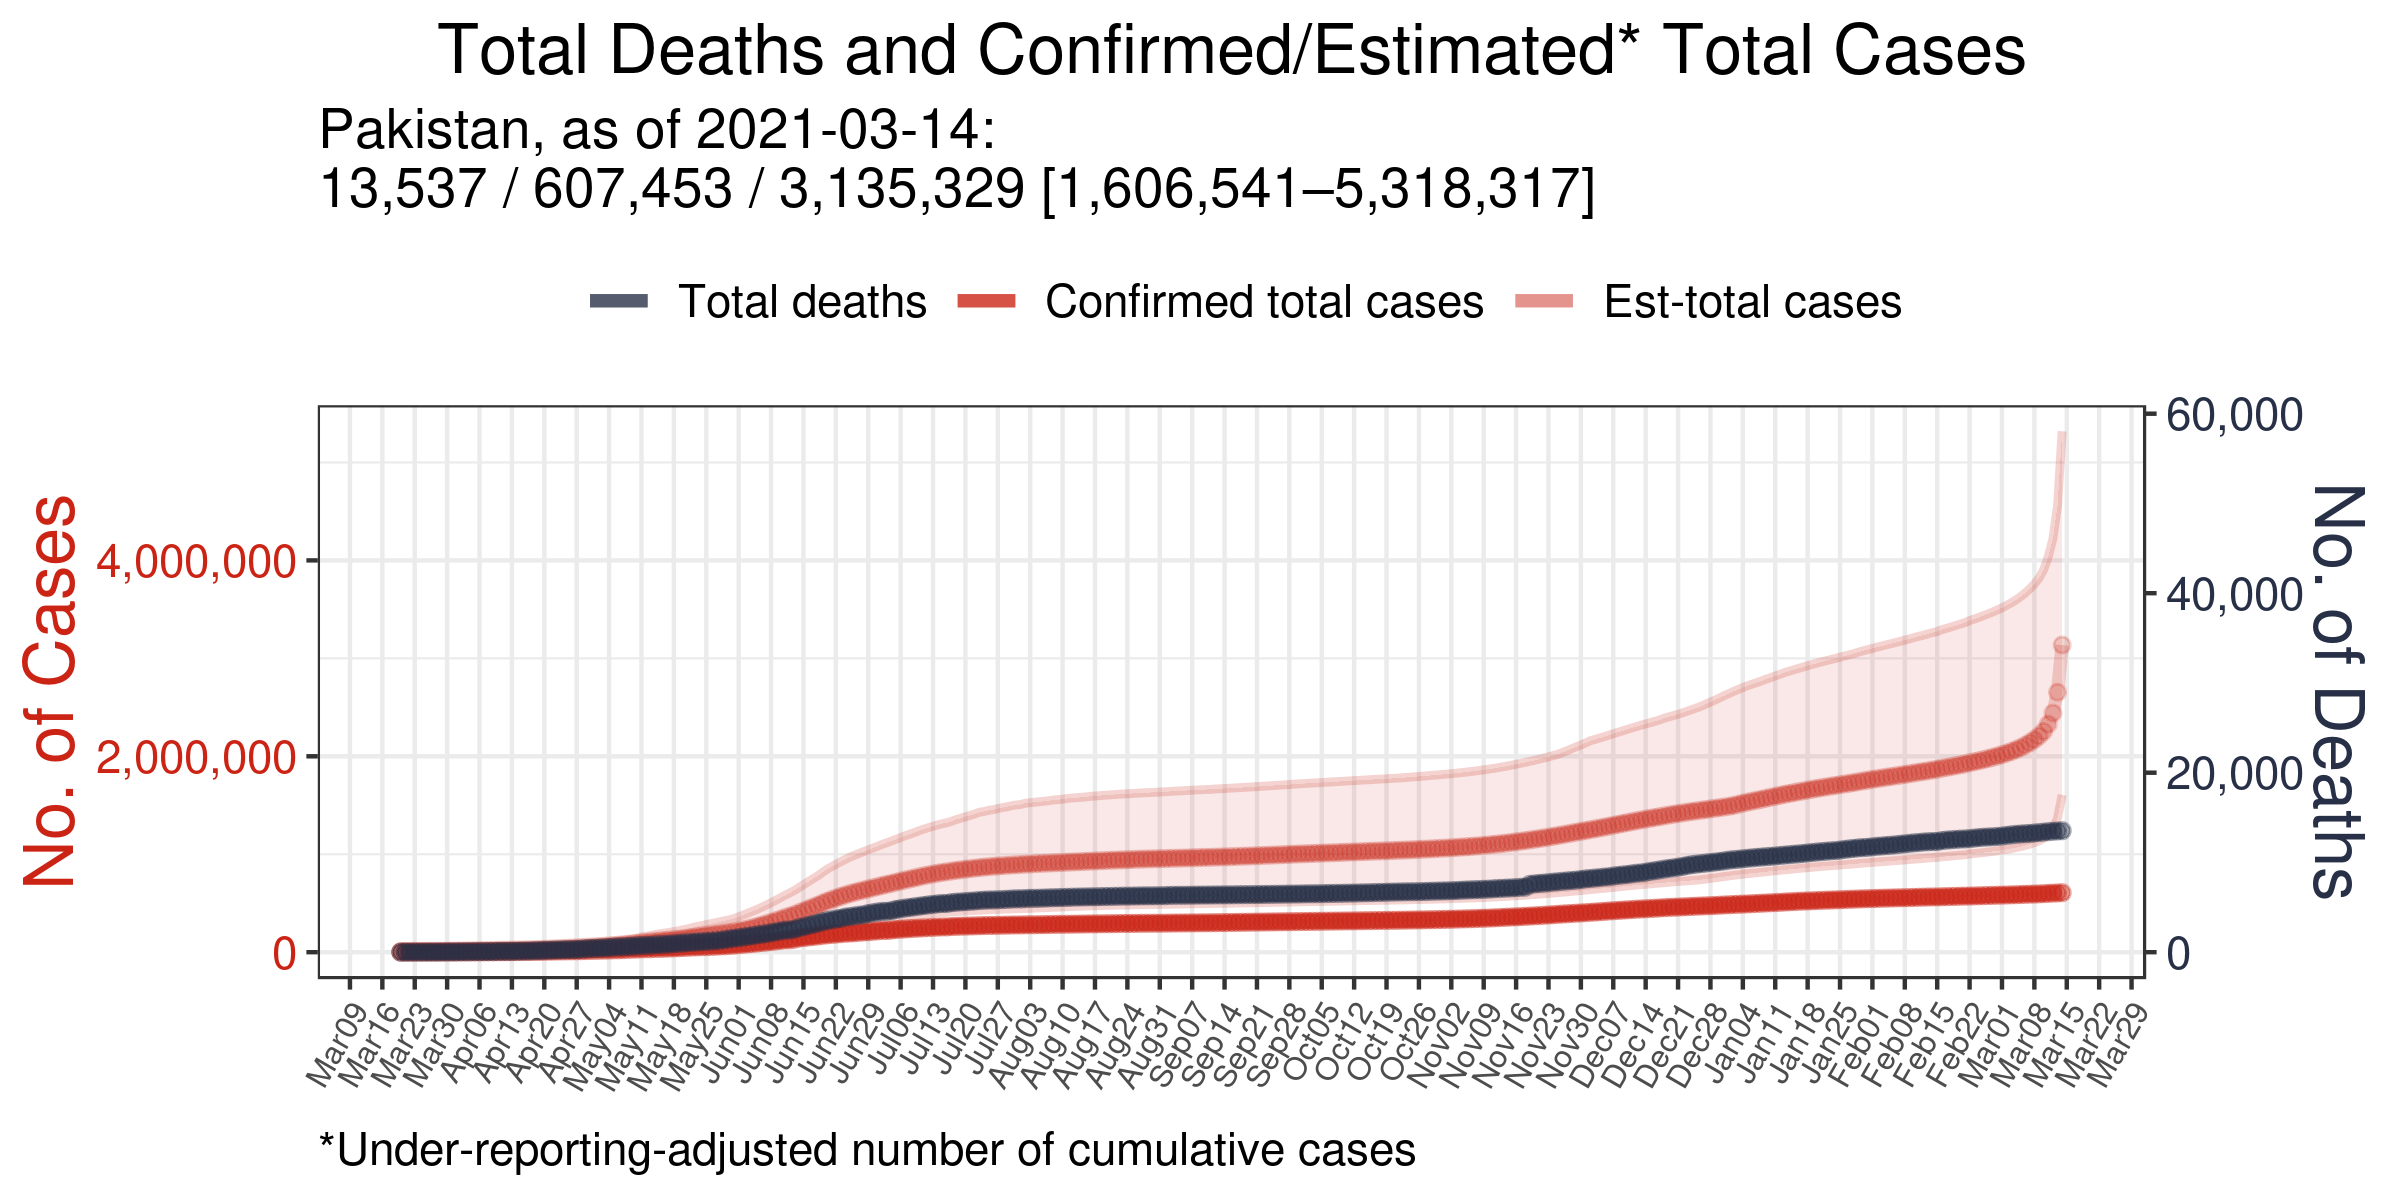 Total Deaths and Confirmed/Estimated* Total Cases
Pakistan, as of 2021-03-14:
13,537 / 607,453 / 3,135,329 [1,606,541–5,318,317]
Total deaths
Confirmed total cases
Est-total cases
No. of Cases
4,000,000
2,000,000
0
60,000
40,000
20,000
0
No. of Deaths
Mar09
Mar16
Mar23
Mar30
Apr06
Apr13
Apr20
Apr27
May04
May11
May18
May25
Jun01
Jun08
Jun15
Jun22
Jun29
Jul06
Jul13
Jul20
Jul27
Aug03
Aug10
Aug17
Aug24
Aug31
Sep07
Sep14
Sep21
Sep28
Oct05
Oct12
Oct19
Oct26
Nov02
Nov09
Nov16
Nov23
Nov30
Dec07
Dec14
Dec21
Dec28
Jan04
Jan11
Jan18
Jan25
Feb01
Feb08
Feb15
Feb22
Mar01
Mar08
Mar15
Mar22
Mar29
*Under-reporting-adjusted number of cumulative cases